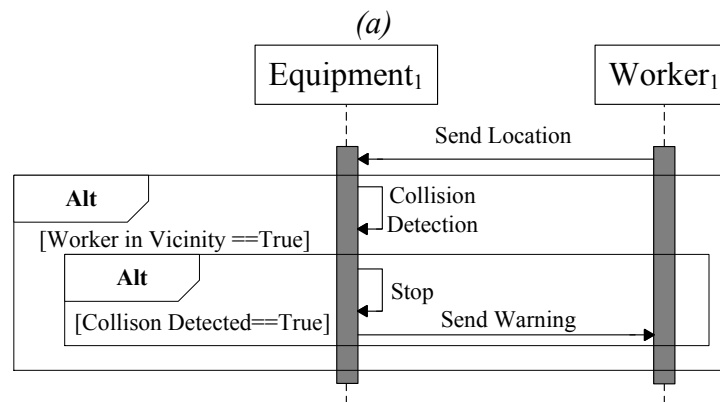 (a)
Equipment₁
Worker₁
Send Location
Alt
Collision
Detection
[Worker in Vicinity ==True]
Alt
Stop
[Collison Detected==True]
Send Warning